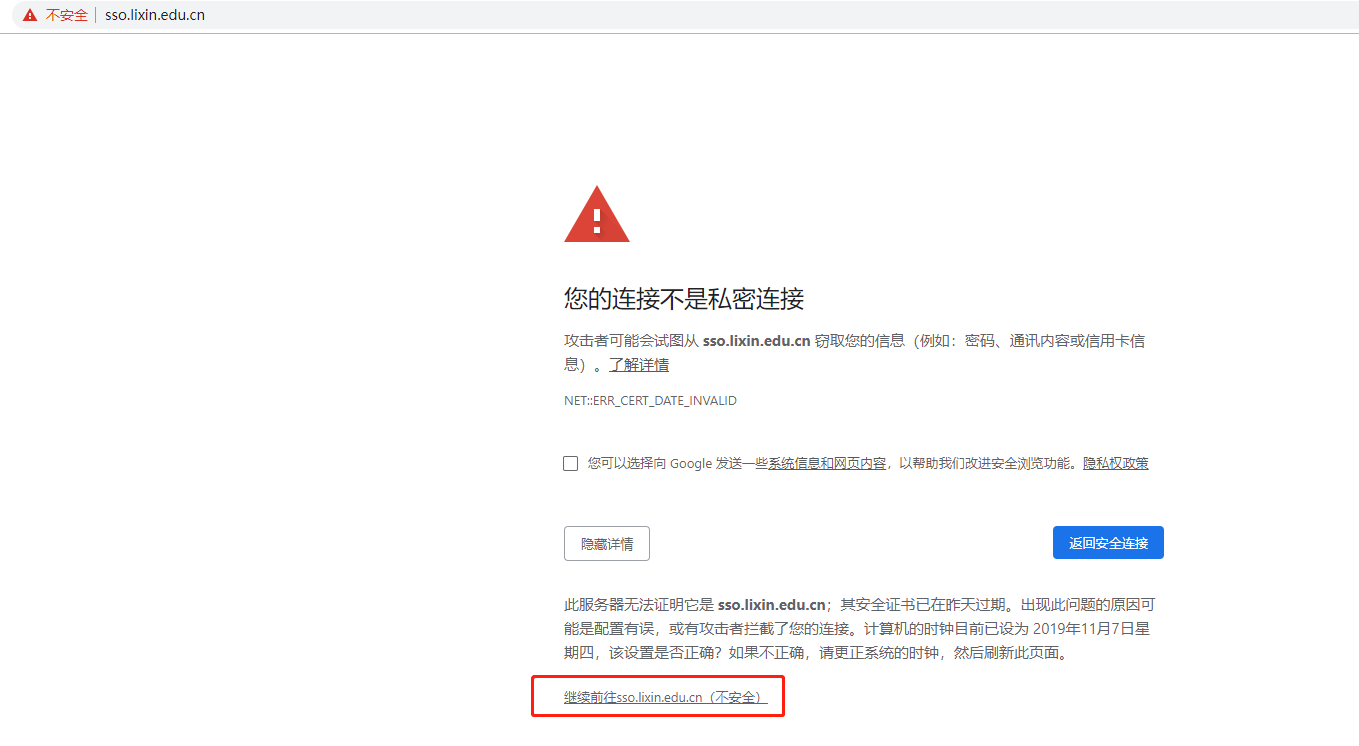 不安全 sso.lixin.edu.cn
您的连接不是私密连接
攻击者可能会试图从 sso.lixin.edu.cn 窃取您的信息（例如：密码、通讯内容或信用卡信
息）。了解详情
NET::ERR_CERT_DATE_INVALID
您可以选择向 Google 发送一些系统信息和网页内容，以帮助我们改进安全浏览功能。隐私权政策
隐藏详情 返回安全连接
此服务器无法证明它是 sso.lixin.edu.cn；其安全证书已在昨天过期。出现此问题的原因可
能是配置有误，或有攻击者拦截了您的连接。计算机的时钟目前已设为 2019年11月7日星
期四，该设置是否正确？如果不正确，请更正系统的时钟，然后刷新此页面。
继续前往sso.lixin.edu.cn（不安全）